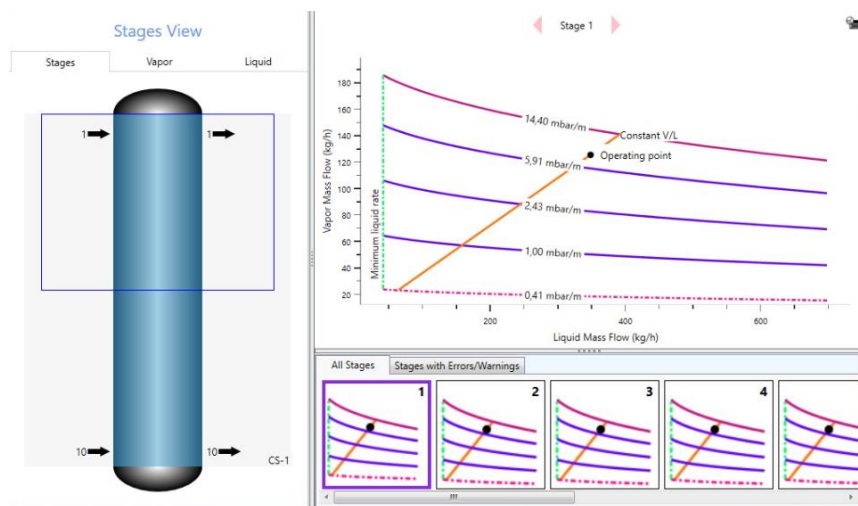 Stages View
Stages Vapor Liquid
1 1
10 10
CS-1
Stage 1
Vapor Mass Flow (kg/h)
180
160
140
120
100
80
60
40
20
Minimum liquid rate
14,40 mbar/m
Constant V/L
5,91 mbar/m
Operating point
2,43 mbar/m
1,00 mbar/m
0,41 mbar/m
200 400 600
Liquid Mass Flow (kg/h)
All Stages Stages with Errors/Warnings
1 2 3 4